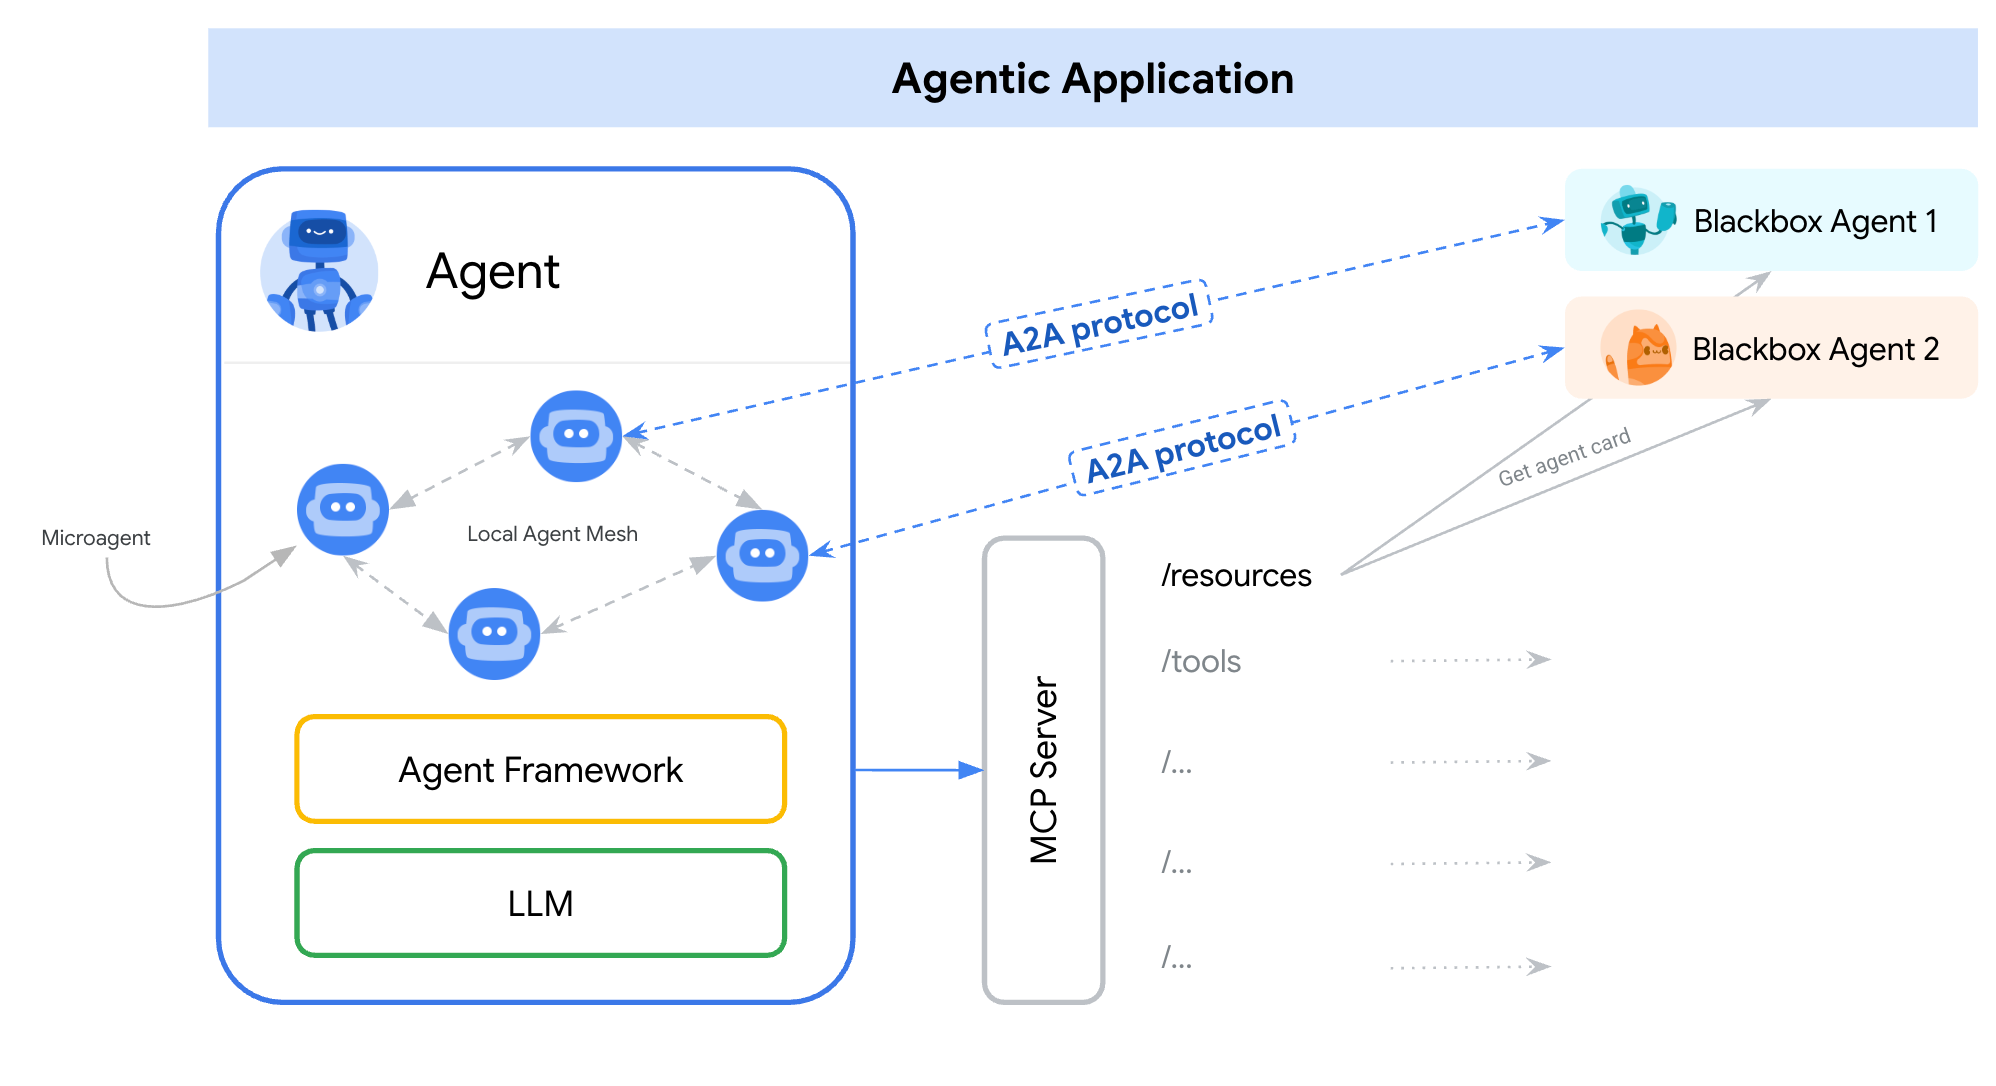 Agentic Application
Agent
Blackbox Agent 1
Blackbox Agent 2
A2A protocol
A2A protocol
Get agent card
Microagent
Local Agent Mesh
Agent Framework
LLM
MCP Server
/resources
/tools
/...
/...
/...